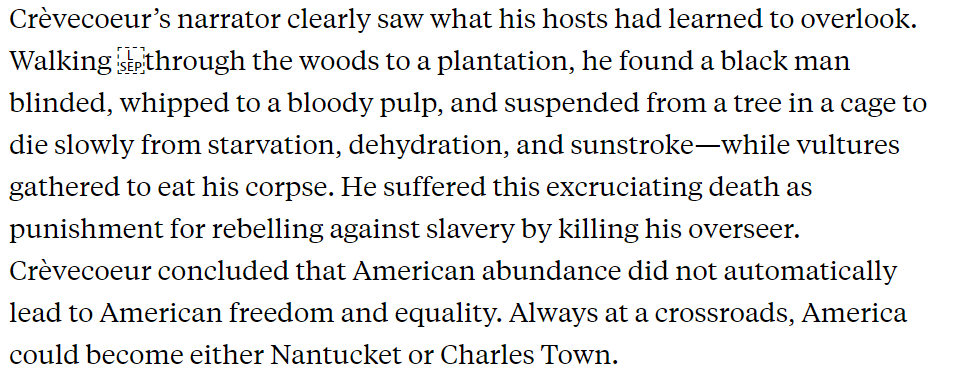 Crèvecoeur’s narrator clearly saw what his hosts had learned to overlook.
Walking LSEPthrough the woods to a plantation, he found a black man
blinded, whipped to a bloody pulp, and suspended from a tree in a cage to
die slowly from starvation, dehydration, and sunstroke—while vultures
gathered to eat his corpse. He suffered this excruciating death as
punishment for rebelling against slavery by killing his overseer.
Crèvecoeur concluded that American abundance did not automatically
lead to American freedom and equality. Always at a crossroads, America
could become either Nantucket or Charles Town.